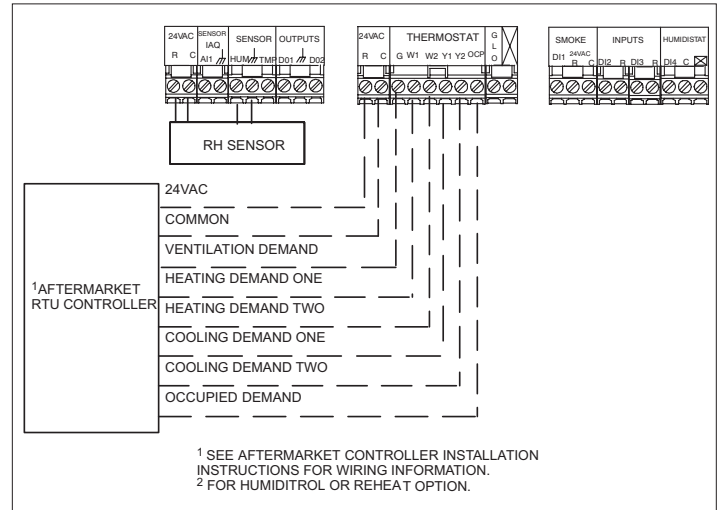 24VAC SENSOR SENSOR OUTPUTS
IAQ
R C AI1 HUM TMP D01 D02
24VAC THERMOSTAT G L O
R C G W1 W2 Y1 Y2 OCP
SMOKE INPUTS HUMIDISTAT
DI1 24VAC R C DI2 R DI3 R DI4 C
RH SENSOR
24VAC
COMMON
VENTILATION DEMAND
HEATING DEMAND ONE
1AFTERMARKET
RTU CONTROLLER
HEATING DEMAND TWO
COOLING DEMAND ONE
COOLING DEMAND TWO
OCCUPIED DEMAND
1 SEE AFTERMARKET CONTROLLER INSTALLATION
INSTRUCTIONS FOR WIRING INFORMATION.
2 FOR HUMIDITROL OR REHEAT OPTION.